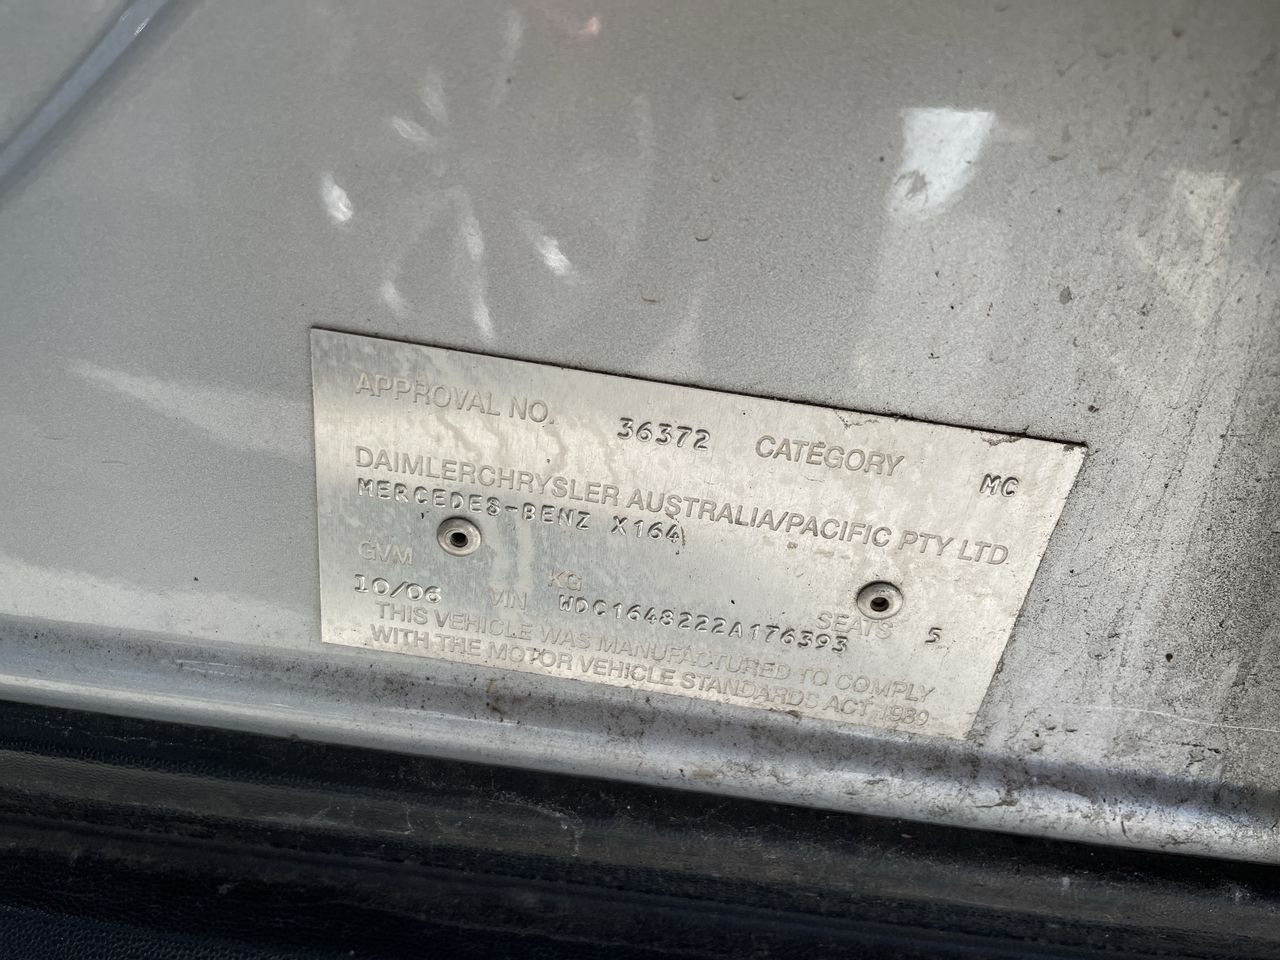 APPROVAL NO. 36372 CATEGORY MC
DAIMLERCHRYSLER AUSTRALIA/PACIFIC PTY LTD
MERCEDES-BENZ X164
GVM KG SEATS 5
10/06 VIN WDC1648222A176393
THIS VEHICLE WAS MANUFACTURED TO COMPLY
WITH THE MOTOR VEHICLE STANDARDS ACT 1989